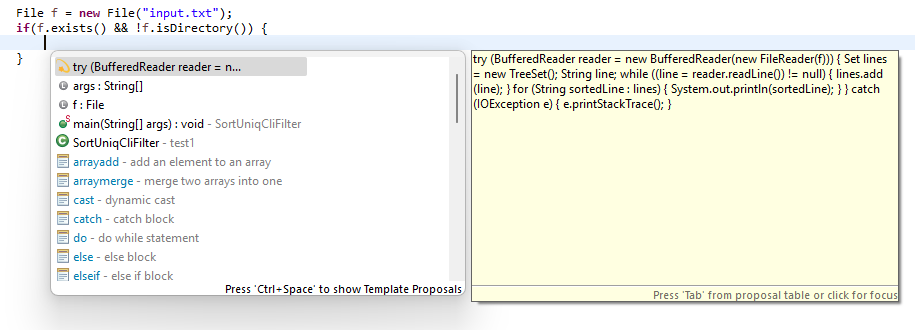 File f = new File("input.txt");
if(f.exists() && !f.isDirectory()) {
}
try (BufferedReader reader = n...
args : String[]
f : File
main(String[] args) : void - SortUniqCliFilter
SortUniqCliFilter - test1
arrayadd - add an element to an array
arraymerge - merge two arrays into one
cast - dynamic cast
catch - catch block
do - do while statement
else - else block
elseif - else if block
Press 'Ctrl+Space' to show Template Proposals
try (BufferedReader reader = new BufferedReader(new FileReader(f))) { Set lines
= new TreeSet(); String line; while ((line = reader.readLine()) != null) { lines.add
(line); } for (String sortedLine : lines) { System.out.println(sortedLine); } } catch
(IOException e) { e.printStackTrace(); }
Press 'Tab' from proposal table or click for focus